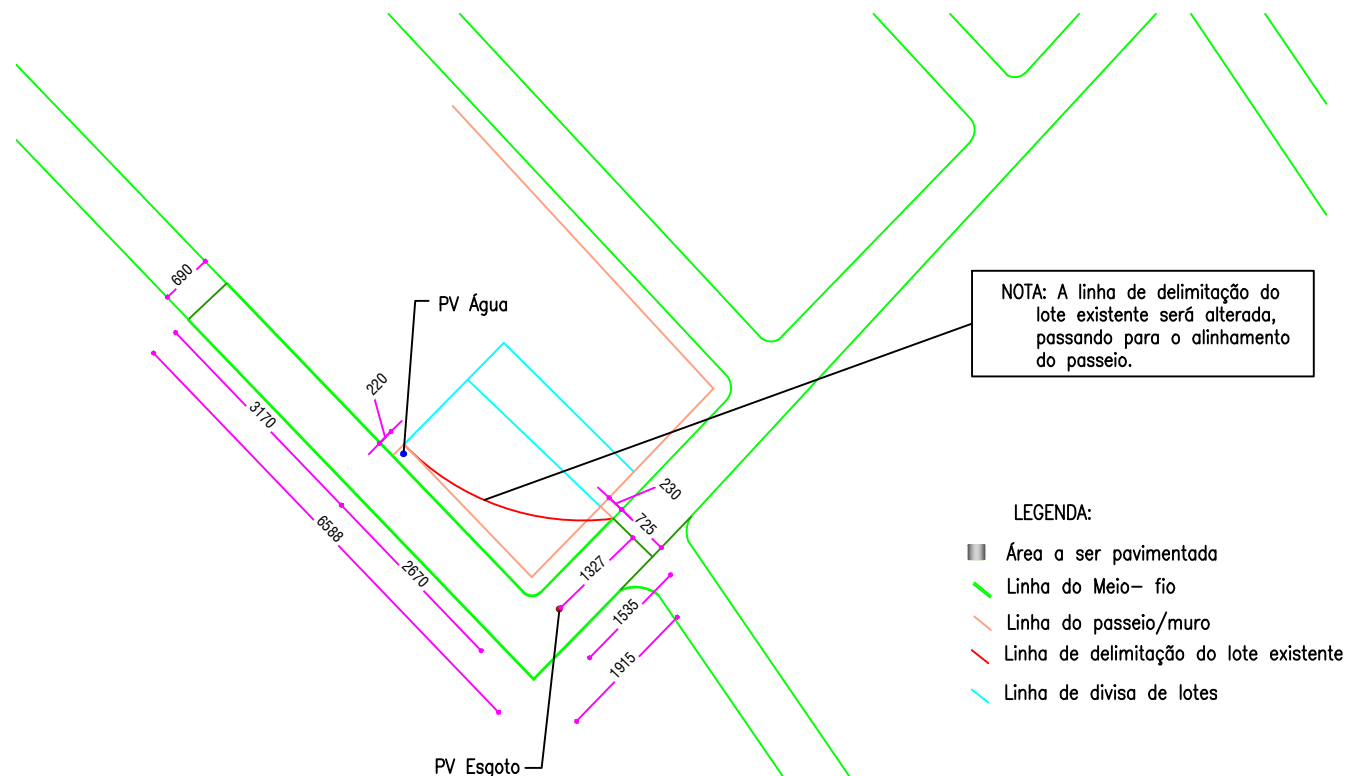 690
PV Água
NOTA: A linha de delimitação do
lote existente será alterada,
passando para o alinhamento
do passeio.
220
3170
6588
2670
230
725
1327
1535
1915
PV Esgoto
LEGENDA:
Área a ser pavimentada
Linha do Meio- fio
Linha do passeio/muro
Linha de delimitação do lote existente
Linha de divisa de lotes